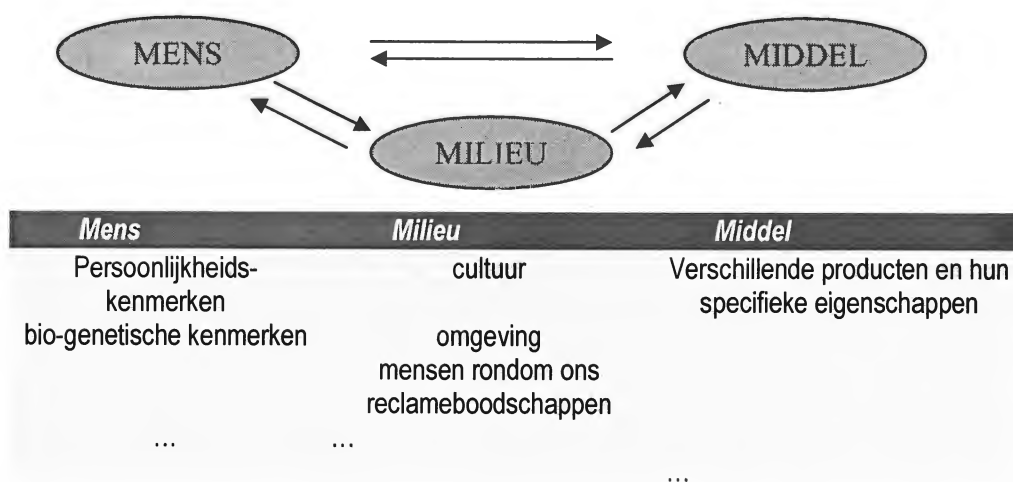 MENS
MIDDEL
MILIEU
Mens Milieu Middel
Persoonlijkheids-
kenmerken
bio-genetische kenmerken
cultuur
omgeving
mensen rondom ons
reclameboodschappen
Verschillende producten en hun
specifieke eigenschappen
...
...
...